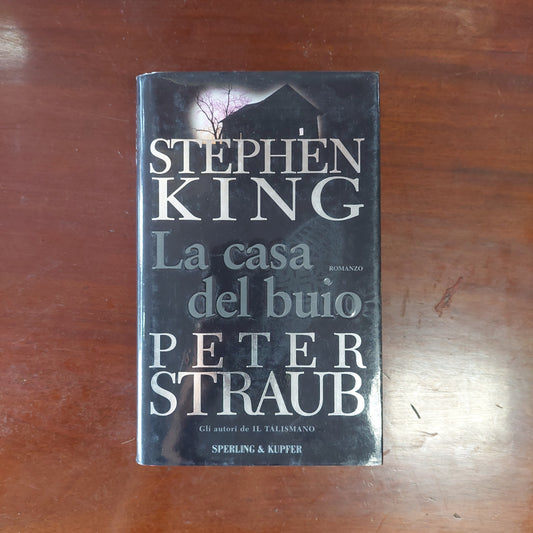 STEPHEN
KING
La casa
ROMANZO
del buio
PETER
STRAUB
Gli autori de IL TALISMANO
SPERLING & KUPFER